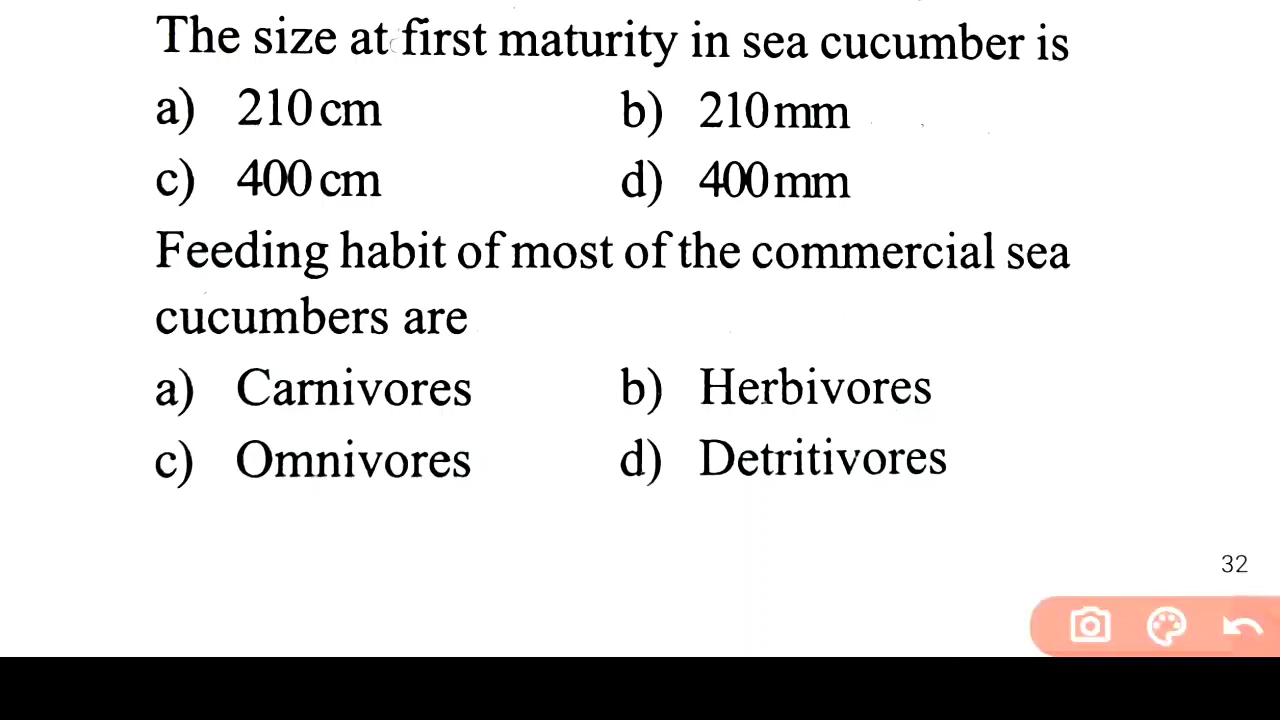 The size at first maturity in sea cucumber is
a) 210 cm b) 210 mm
c) 400 cm d) 400 mm
Feeding habit of most of the commercial sea
cucumbers are
a) Carnivores b) Herbivores
c) Omnivores d) Detritivores
32